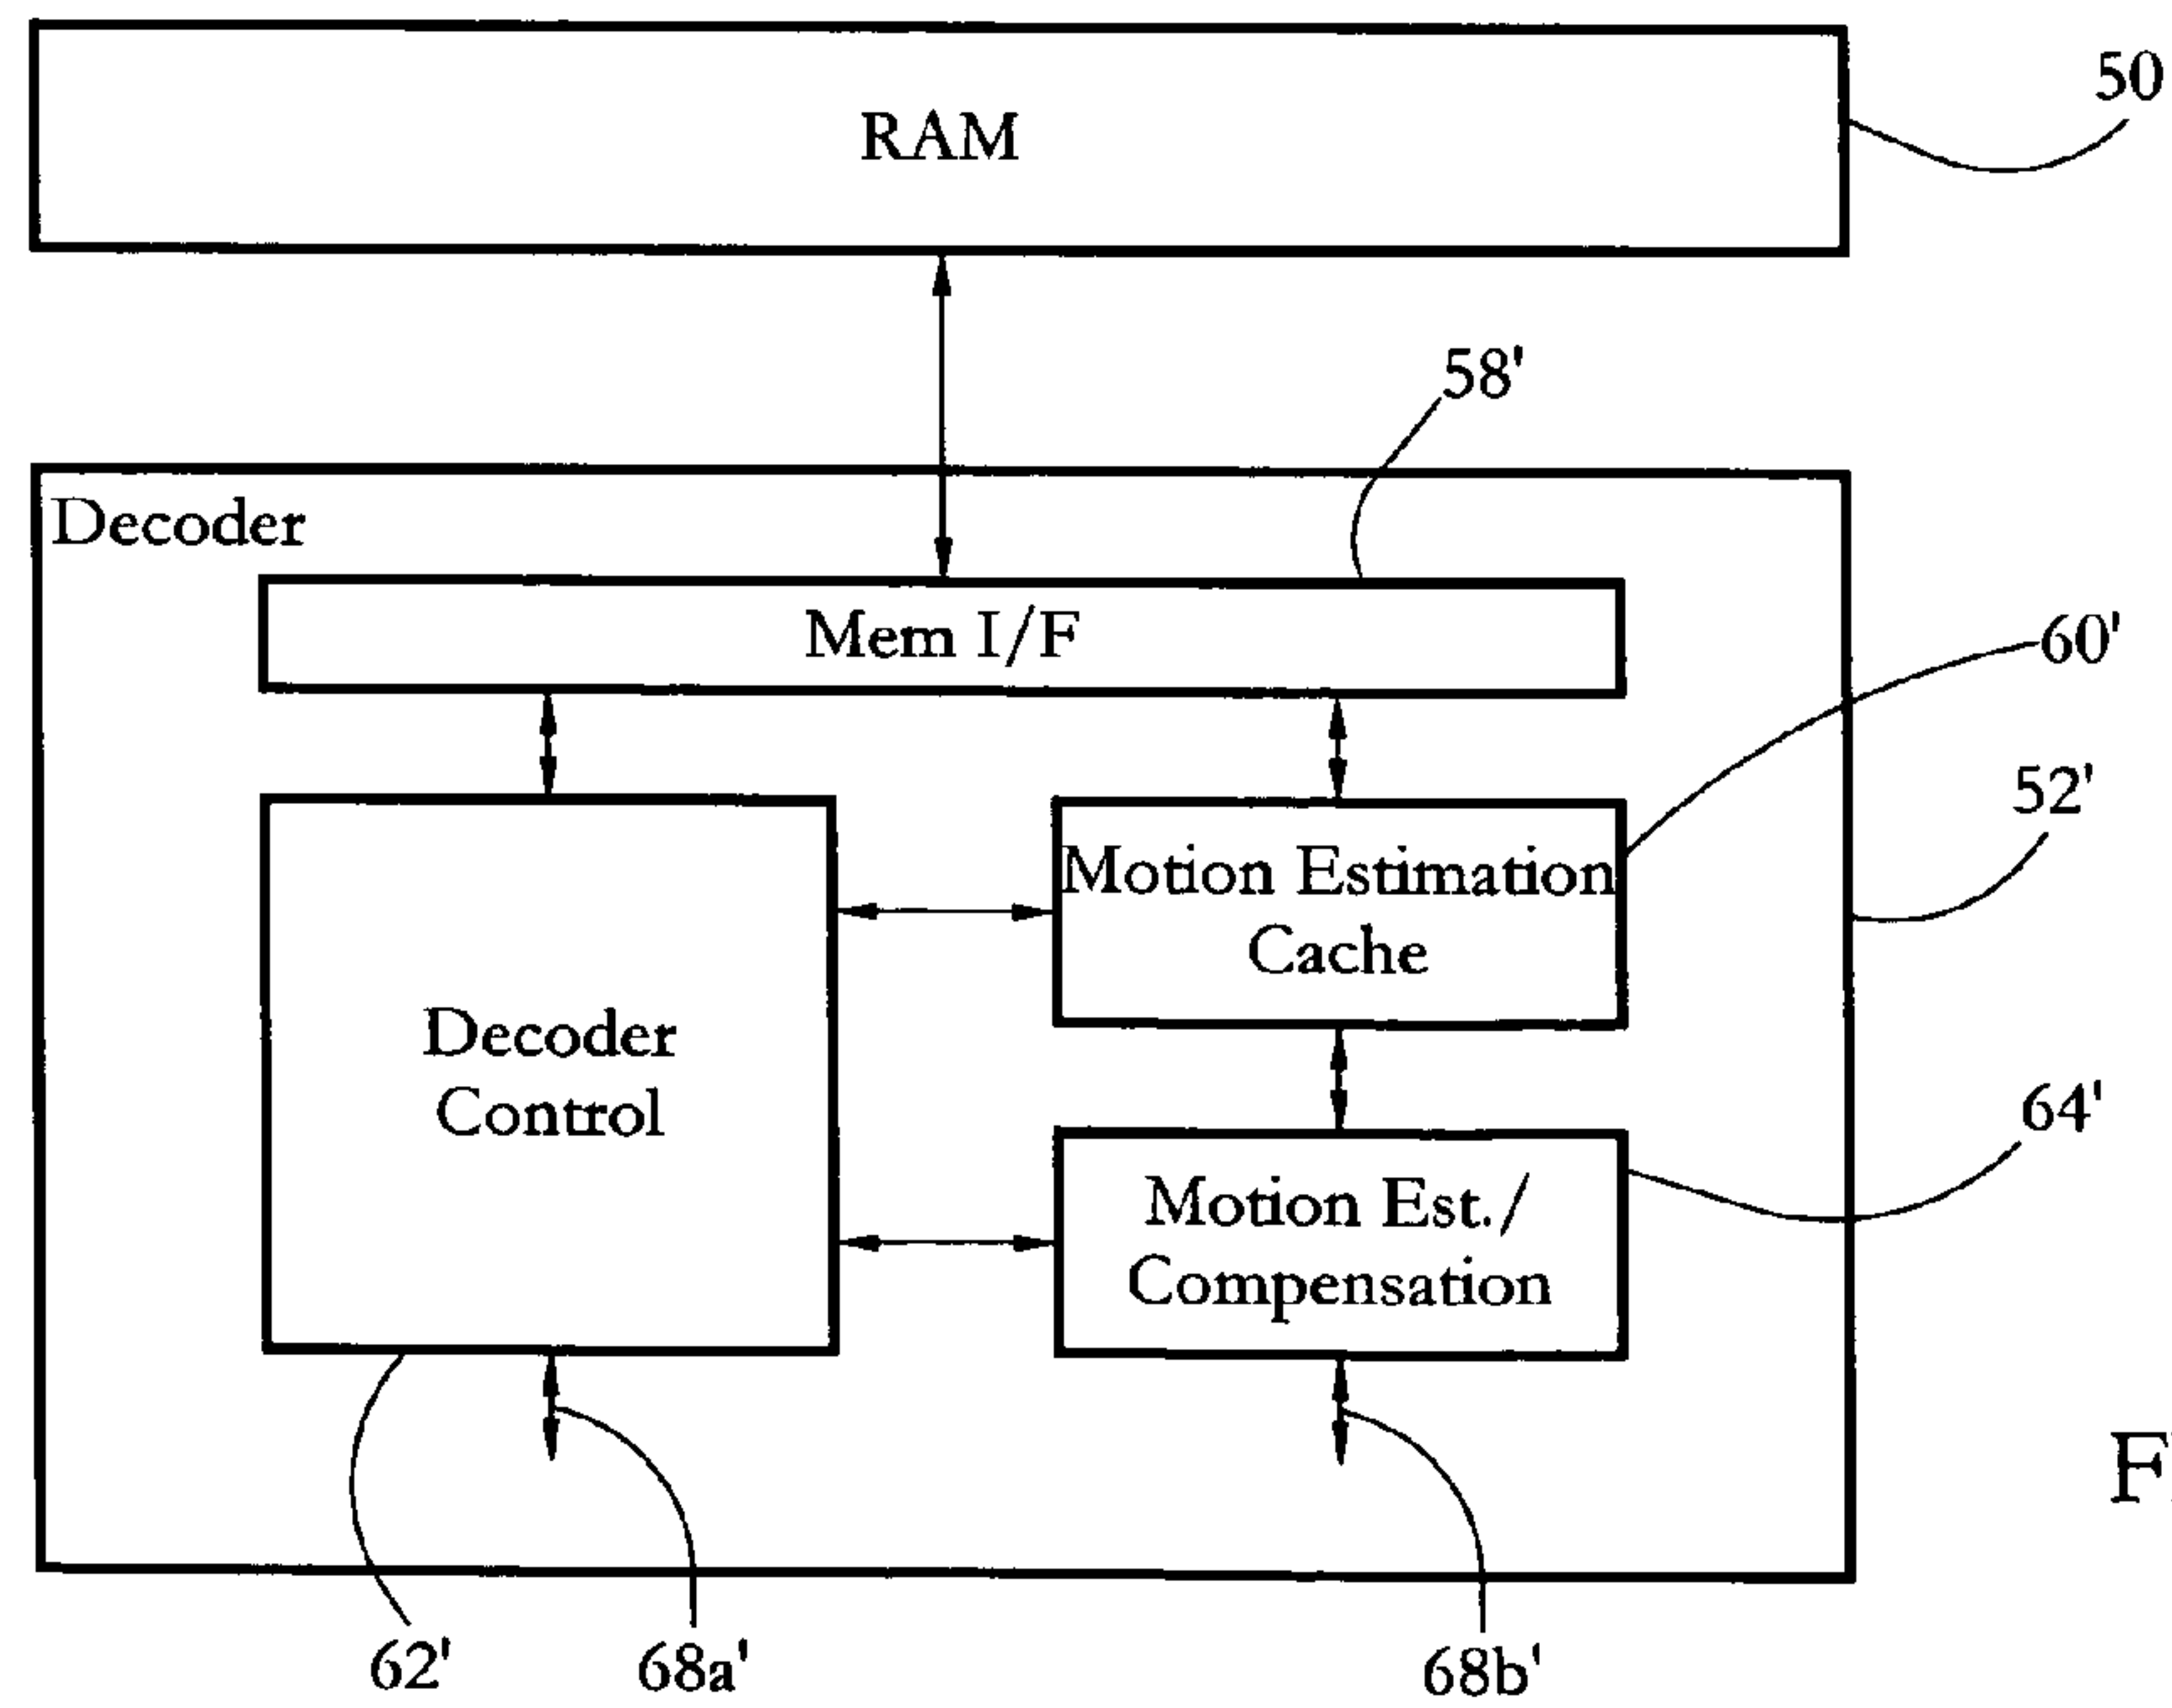 RAM
50
58'
Decoder
Mem I/F
60'
52'
Motion Estimation
Cache
Decoder
Control
64'
Motion Est./
Compensation
F
62'
68a'
68b'